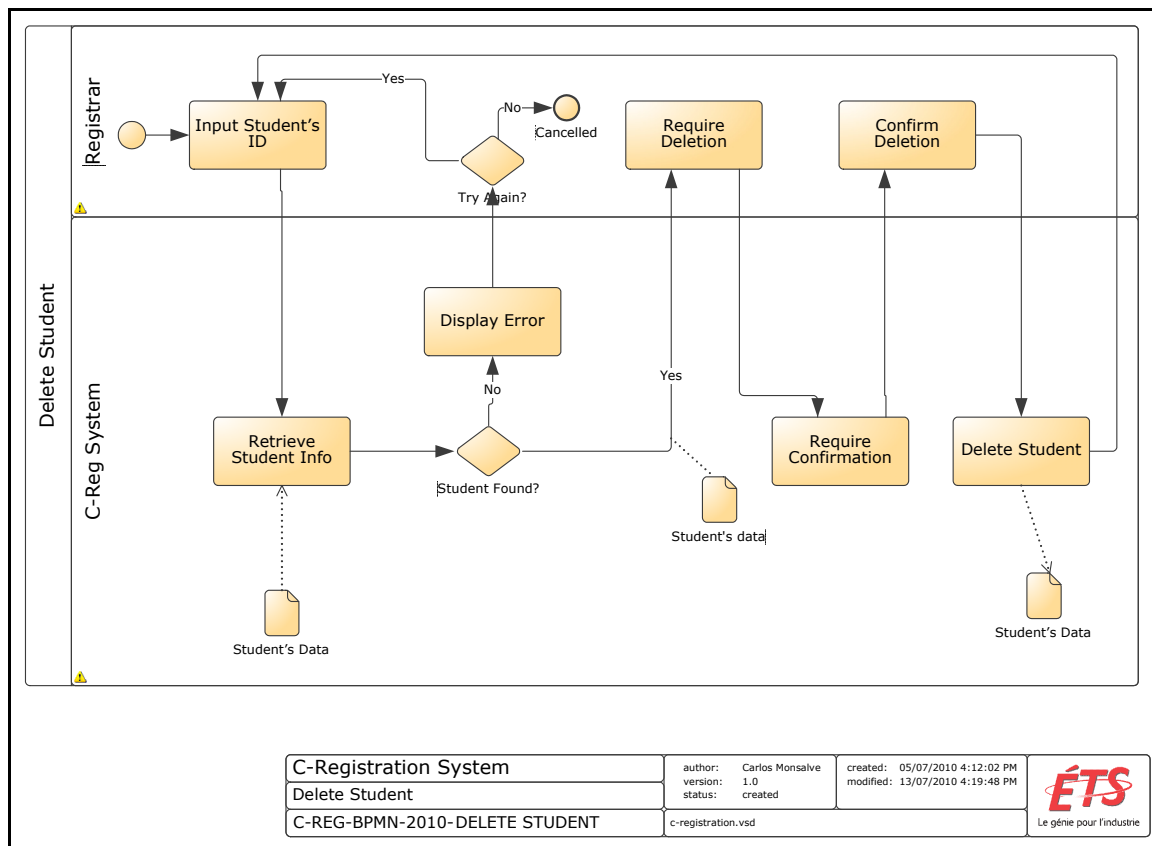 Delete Student
Registrar
Input Student’s
ID
Yes
No
Cancelled
Try Again?
Require
Deletion
Confirm
Deletion
C-Reg System
Display Error
No
Yes
Retrieve
Student Info
Student Found?
Require
Confirmation
Delete Student
Student's data
Student’s Data
Student’s Data
C-Registration System
Delete Student
C-REG-BPMN-2010-DELETE STUDENT
author: Carlos Monsalve
version: 1.0
status: created
created: 05/07/2010 4:12:02 PM
modified: 13/07/2010 4:19:48 PM
c-registration.vsd
ÉTS
Le génie pour l'industrie